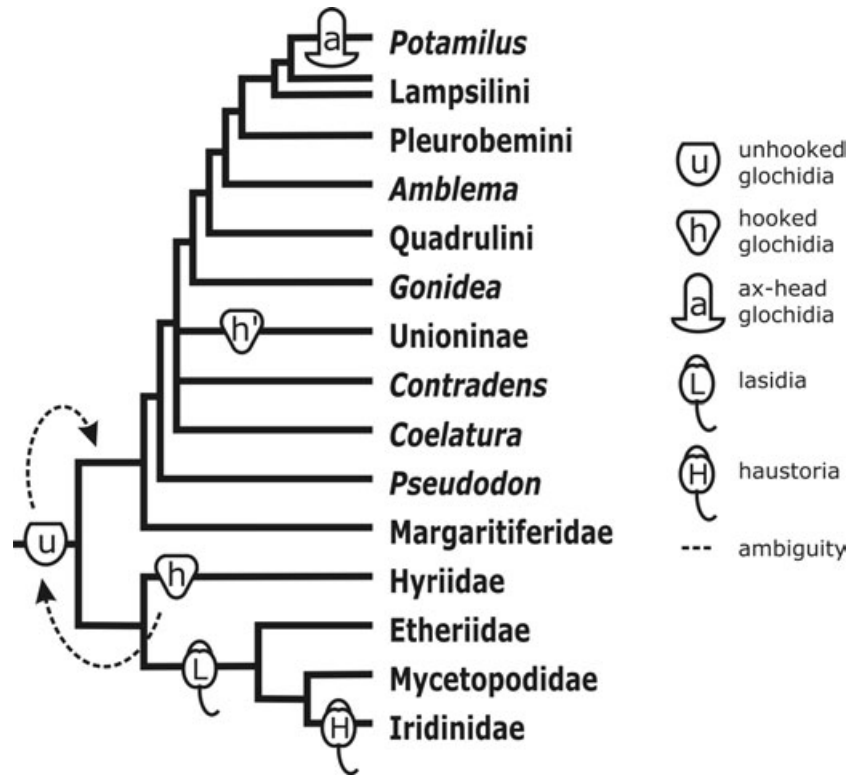 a
Potamilus
Lampsilini
Pleurobemini
Amblema
Quadrulini
Gonidea
h'
Unioninae
Contradens
Coelatura
Pseudodon
Margaritiferidae
u
h
Hyriidae
Etheriidae
L
Mycetopodidae
H
Iridinidae
u
unhooked
glochidia
h
hooked
glochidia
a
ax-head
glochidia
L
lasidia
H
haustoria
ambiguity